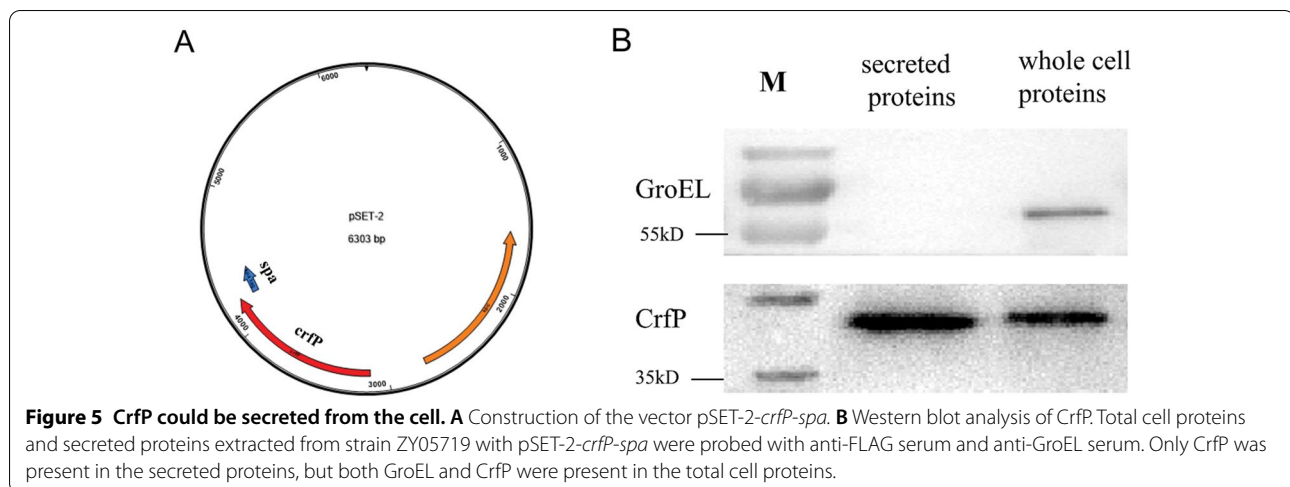 A
6000
1000
5000
pSET-2
6303 bp
spa
2000
4000
crfP
3000
B
M
secreted proteins
whole cell proteins
GroEL
55kD
CrfP
35kD
Figure 5 CrfP could be secreted from the cell. A Construction of the vector pSET-2-crfP-spa. B Western blot analysis of CrfP. Total cell proteins
and secreted proteins extracted from strain ZY05719 with pSET-2-crfP-spa were probed with anti-FLAG serum and anti-GroEL serum. Only CrfP was
present in the secreted proteins, but both GroEL and CrfP were present in the total cell proteins.